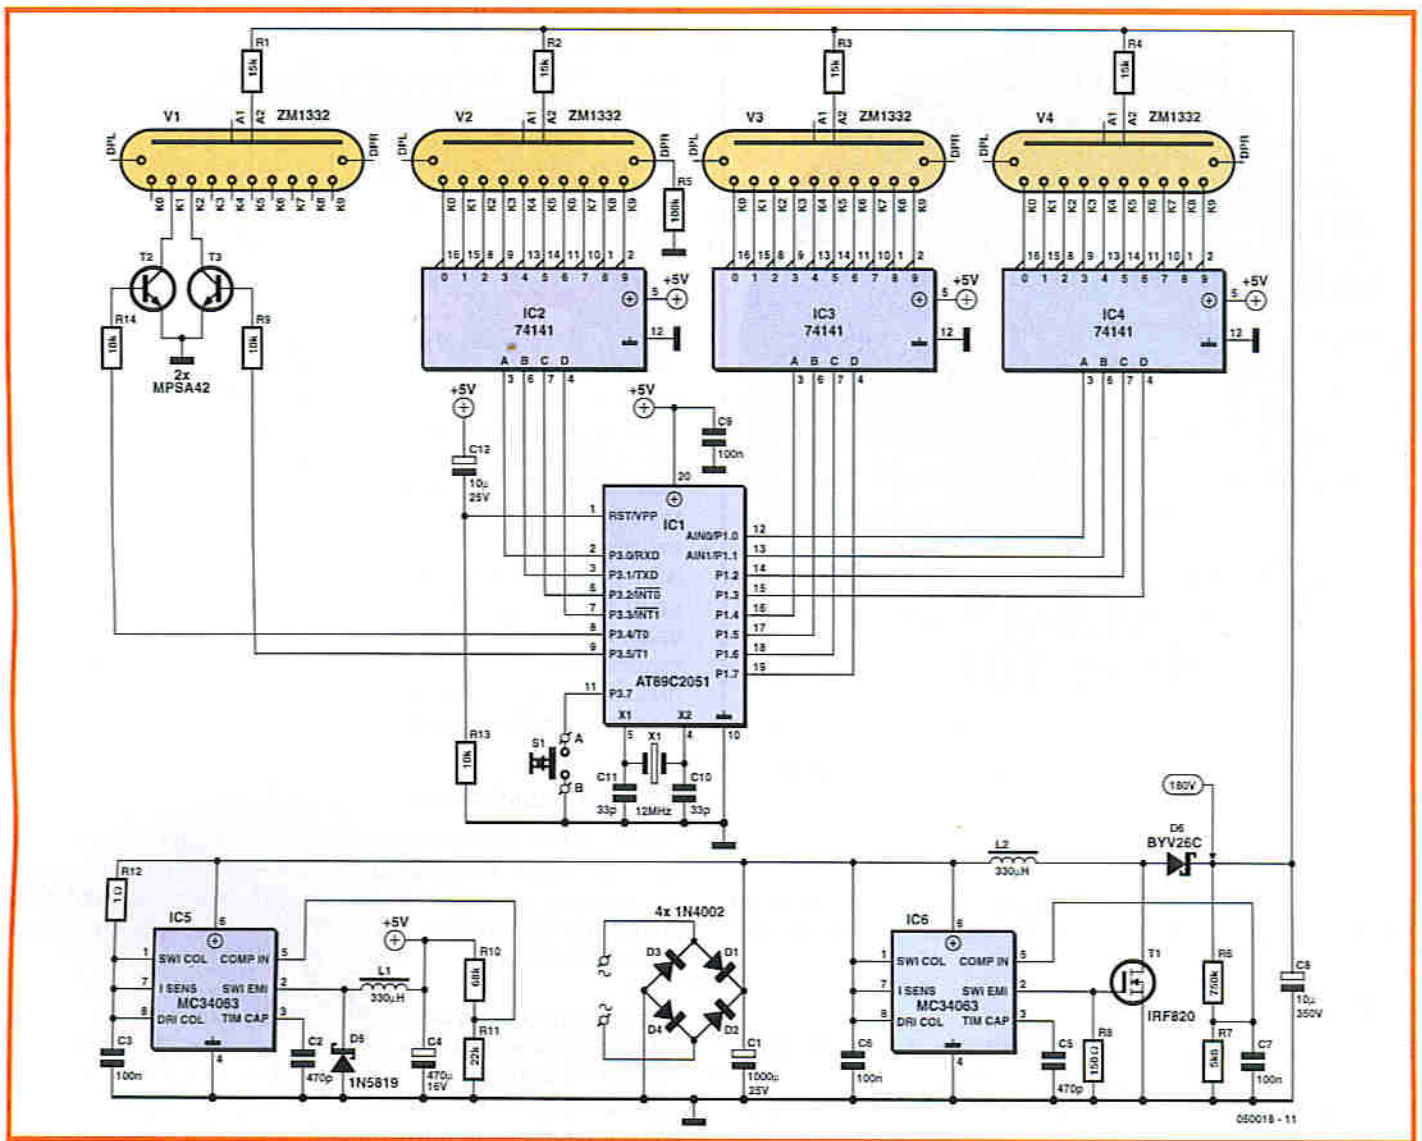 R1
15k
R2
15k
R3
15k
R4
15k
V1
A1
A2
ZM1332
V2
A1
A2
ZM1332
V3
A1
A2
ZM1332
V4
A1
A2
ZM1332
DPL
DPR
DPL
DPR
DPL
DPR
DPL
DPR
K0 K1 K2 K3 K4 K5 K6 K7 K8 K9
K0 K1 K2 K3 K4 K5 K6 K7 K8 K9
K0 K1 K2 K3 K4 K5 K6 K7 K8 K9
K0 K1 K2 K3 K4 K5 K6 K7 K8 K9
R5
100k
T2
T3
R14
10k
R9
10k
2x
MPSA42
16 15 8 9 13 14 11 10 1 2
0 1 2 3 4 5 6 7 8 9
IC2
74141
A B C D
3 6 7 4
5
+5V
12
16 15 8 9 13 14 11 10 1 2
0 1 2 3 4 5 6 7 8 9
IC3
74141
A B C D
3 6 7 4
5
+5V
12
16 15 8 9 13 14 11 10 1 2
0 1 2 3 4 5 6 7 8 9
IC4
74141
A B C D
3 6 7 4
5
+5V
12
+5V
C12
10µ
25V
+5V
C9
100n
20
IC1
1 RST/VPP
2 P3.0/RXD
3 P3.1/TXD
6 P3.2/INT0
7 P3.3/INT1
8 P3.4/T0
9 P3.5/T1
11 P3.7
AIN0/P1.0 12
AIN1/P1.1 13
P1.2 14
P1.3 15
P1.4 16
P1.5 17
P1.6 18
P1.7 19
AT89C2051
X1
X2
5
4
10
R13
10k
S1
A
B
X1
C11
33p
12MHz
C10
33p
180V
D6
BYV26C
L2
330µH
R12
1Ω
IC5
6
1 SWI COL
7 I SENS
8 DRI COL
COMP IN 5
SWI EMI 2
TIM CAP 3
MC34063
4
C3
100n
C2
470p
D5
1N5819
L1
330µH
+5V
C4
470µ
16V
R10
68k
R11
22k
4x 1N4002
D3
D1
D4
D2
C1
1000µ
25V
IC6
6
1 SWI COL
7 I SENS
8 DRI COL
COMP IN 5
SWI EMI 2
TIM CAP 3
MC34063
4
C6
100n
C5
470p
R8
150Ω
T1
IRF820
R6
750k
R7
5k6
C7
100n
C8
10µ
350V
050018 - 11